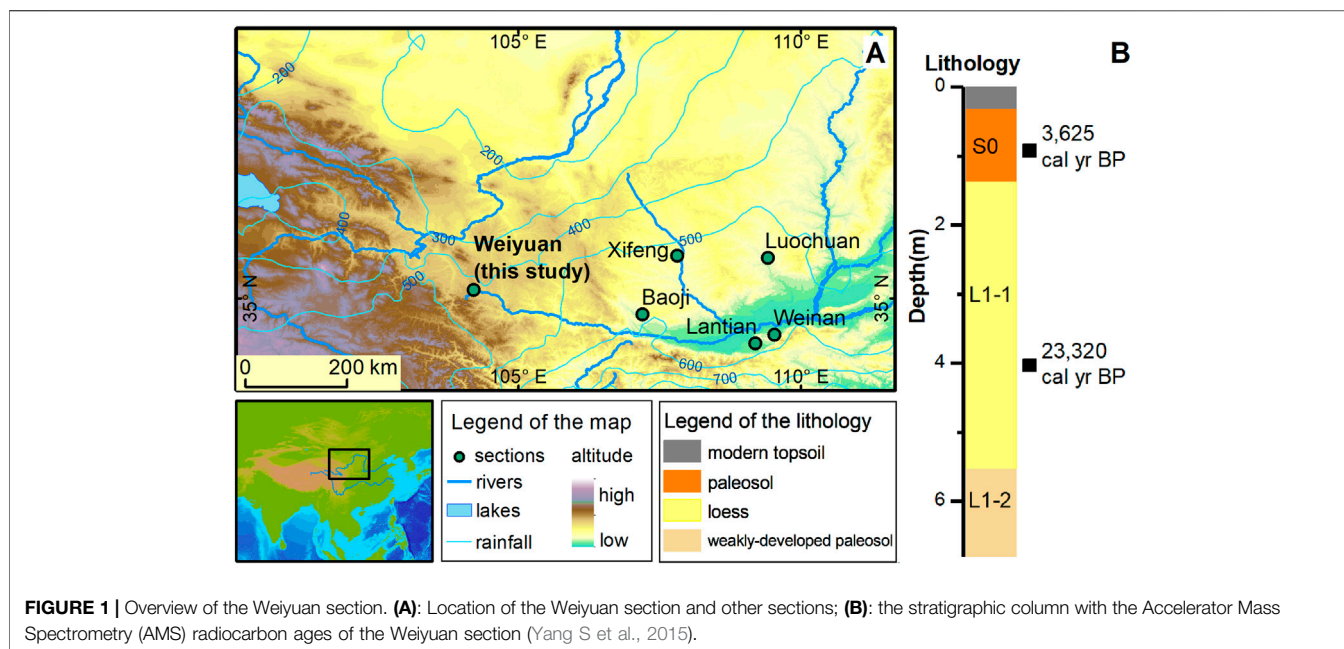 105° E
110° E
A
200
200
400
300
400
500
500
Weiyuan
(this study)
Xifeng
Luochuan
35° N
35° N
Baoji
Lantian
Weinan
600
700
0
200 km
105° E
110° E
B
Lithology
0
S0
3,625
cal yr BP
2
Depth(m)
L1-1
4
23,320
cal yr BP
6
L1-2
Legend of the map
sections
altitude
rivers
high
lakes
rainfall
low
Legend of the lithology
modern topsoil
paleosol
loess
weakly-developed paleosol
FIGURE 1 | Overview of the Weiyuan section. (A): Location of the Weiyuan section and other sections; (B): the stratigraphic column with the Accelerator Mass
Spectrometry (AMS) radiocarbon ages of the Weiyuan section (Yang S et al., 2015).